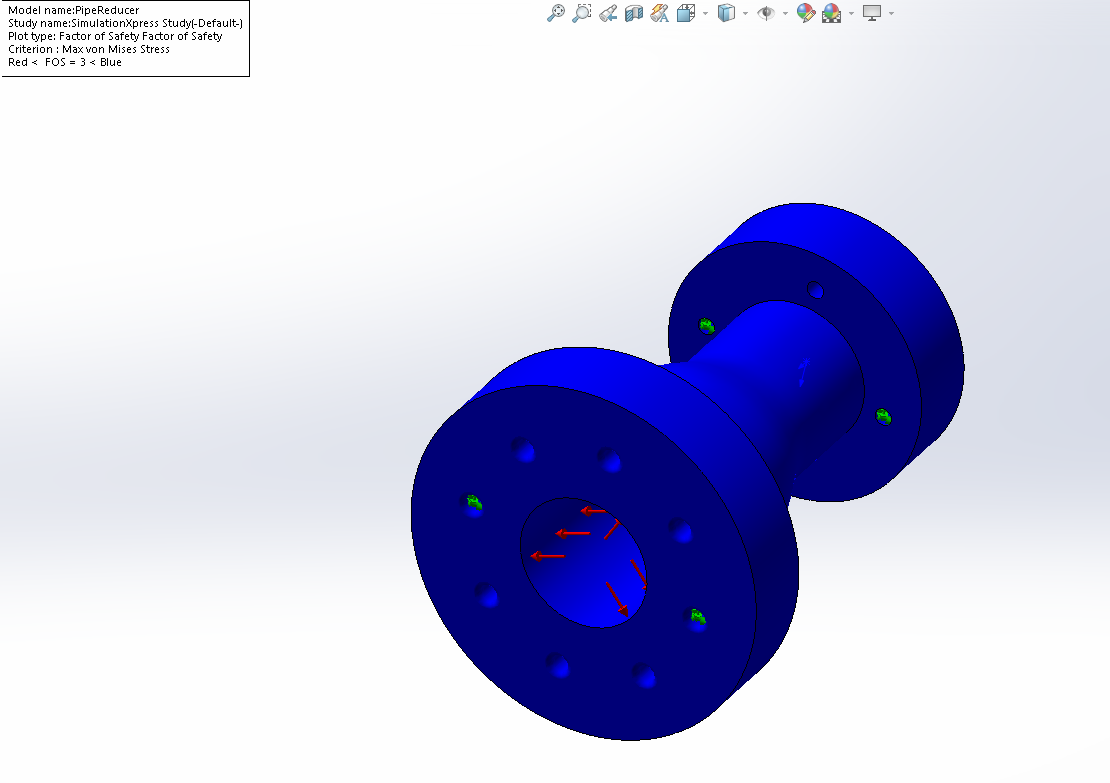 Model name:PipeReducer
Study name:SimulationXpress Study(-Default-)
Plot type: Factor of Safety Factor of Safety
Criterion : Max von Mises Stress
Red <  FOS = 3 < Blue